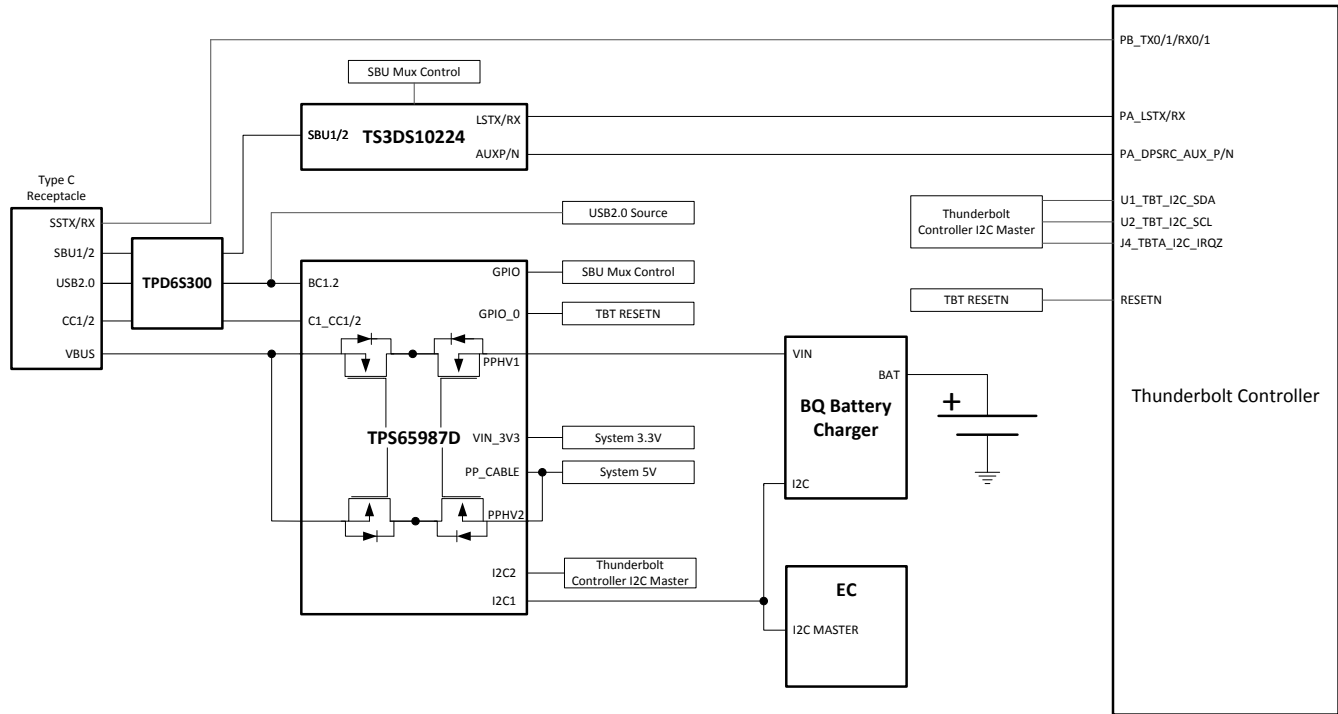 PB_TX0/1/RX0/1
SBU Mux Control
LSTX/RX
PA_LSTX/RX
SBU1/2
TS3DS10224
AUXP/N
PA_DPSRC_AUX_P/N
Type C
Receptacle
U1_TBT_I2C_SDA
SSTX/RX
USB2.0 Source
Thunderbolt
Controller I2C Master
U2_TBT_I2C_SCL
J4_TBTA_I2C_IRQZ
SBU1/2
TPD6S300
GPIO
SBU Mux Control
USB2.0
BC1.2
TBT RESETN
RESETN
CC1/2
C1_CC1/2
GPIO_0
TBT RESETN
VBUS
PPHV1
VIN
BAT
BQ Battery
Charger
+
Thunderbolt Controller
TPS65987D
VIN_3V3
System 3.3V
PP_CABLE
System 5V
I2C
PPHV2
I2C2
Thunderbolt
Controller I2C Master
I2C1
EC
I2C MASTER